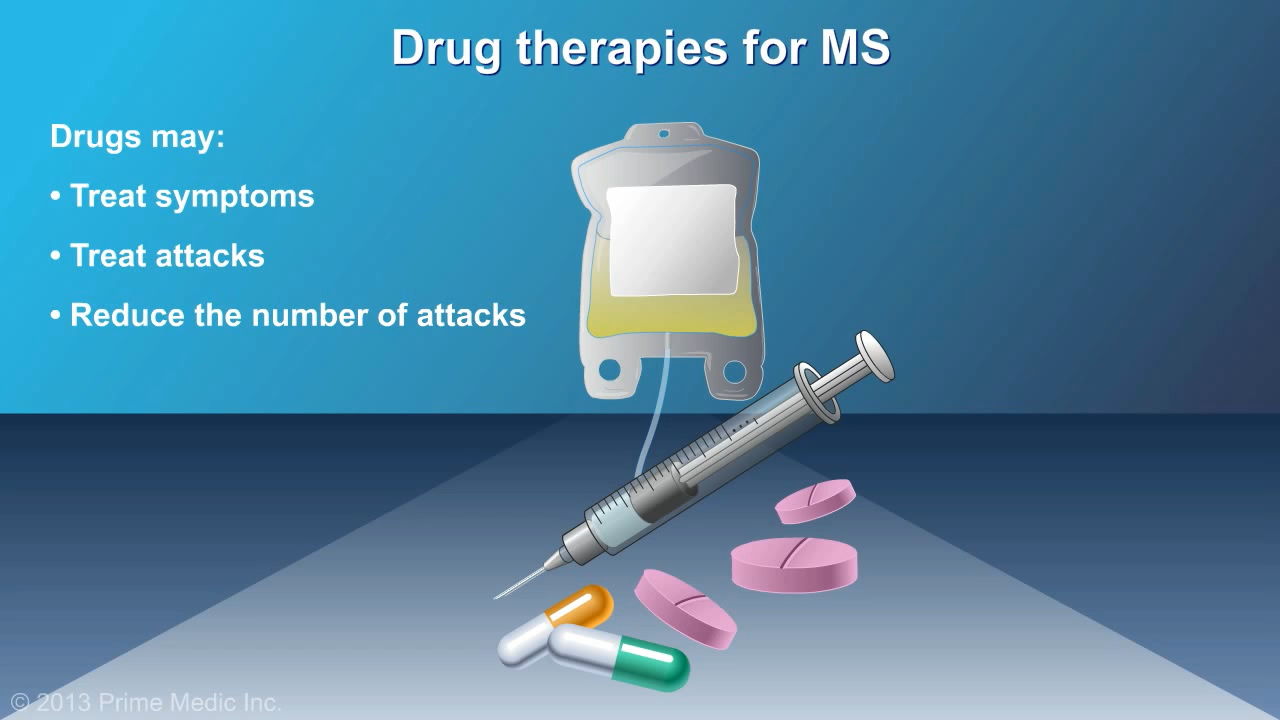 Drug therapies for MS
Drugs may:
• Treat symptoms
• Treat attacks
• Reduce the number of attacks
© 2013 Prime Medic Inc.